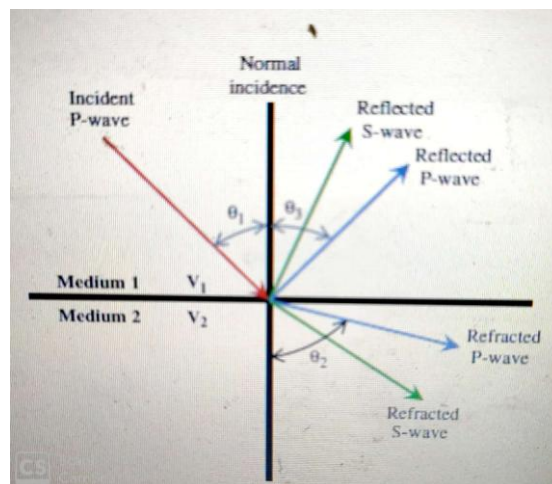 Normal
incidence
Incident
P-wave
Reflected
S-wave
Reflected
P-wave
θ₁
θ₃
Medium 1 V₁
Medium 2 V₂
θ₂
Refracted
P-wave
Refracted
S-wave
CS